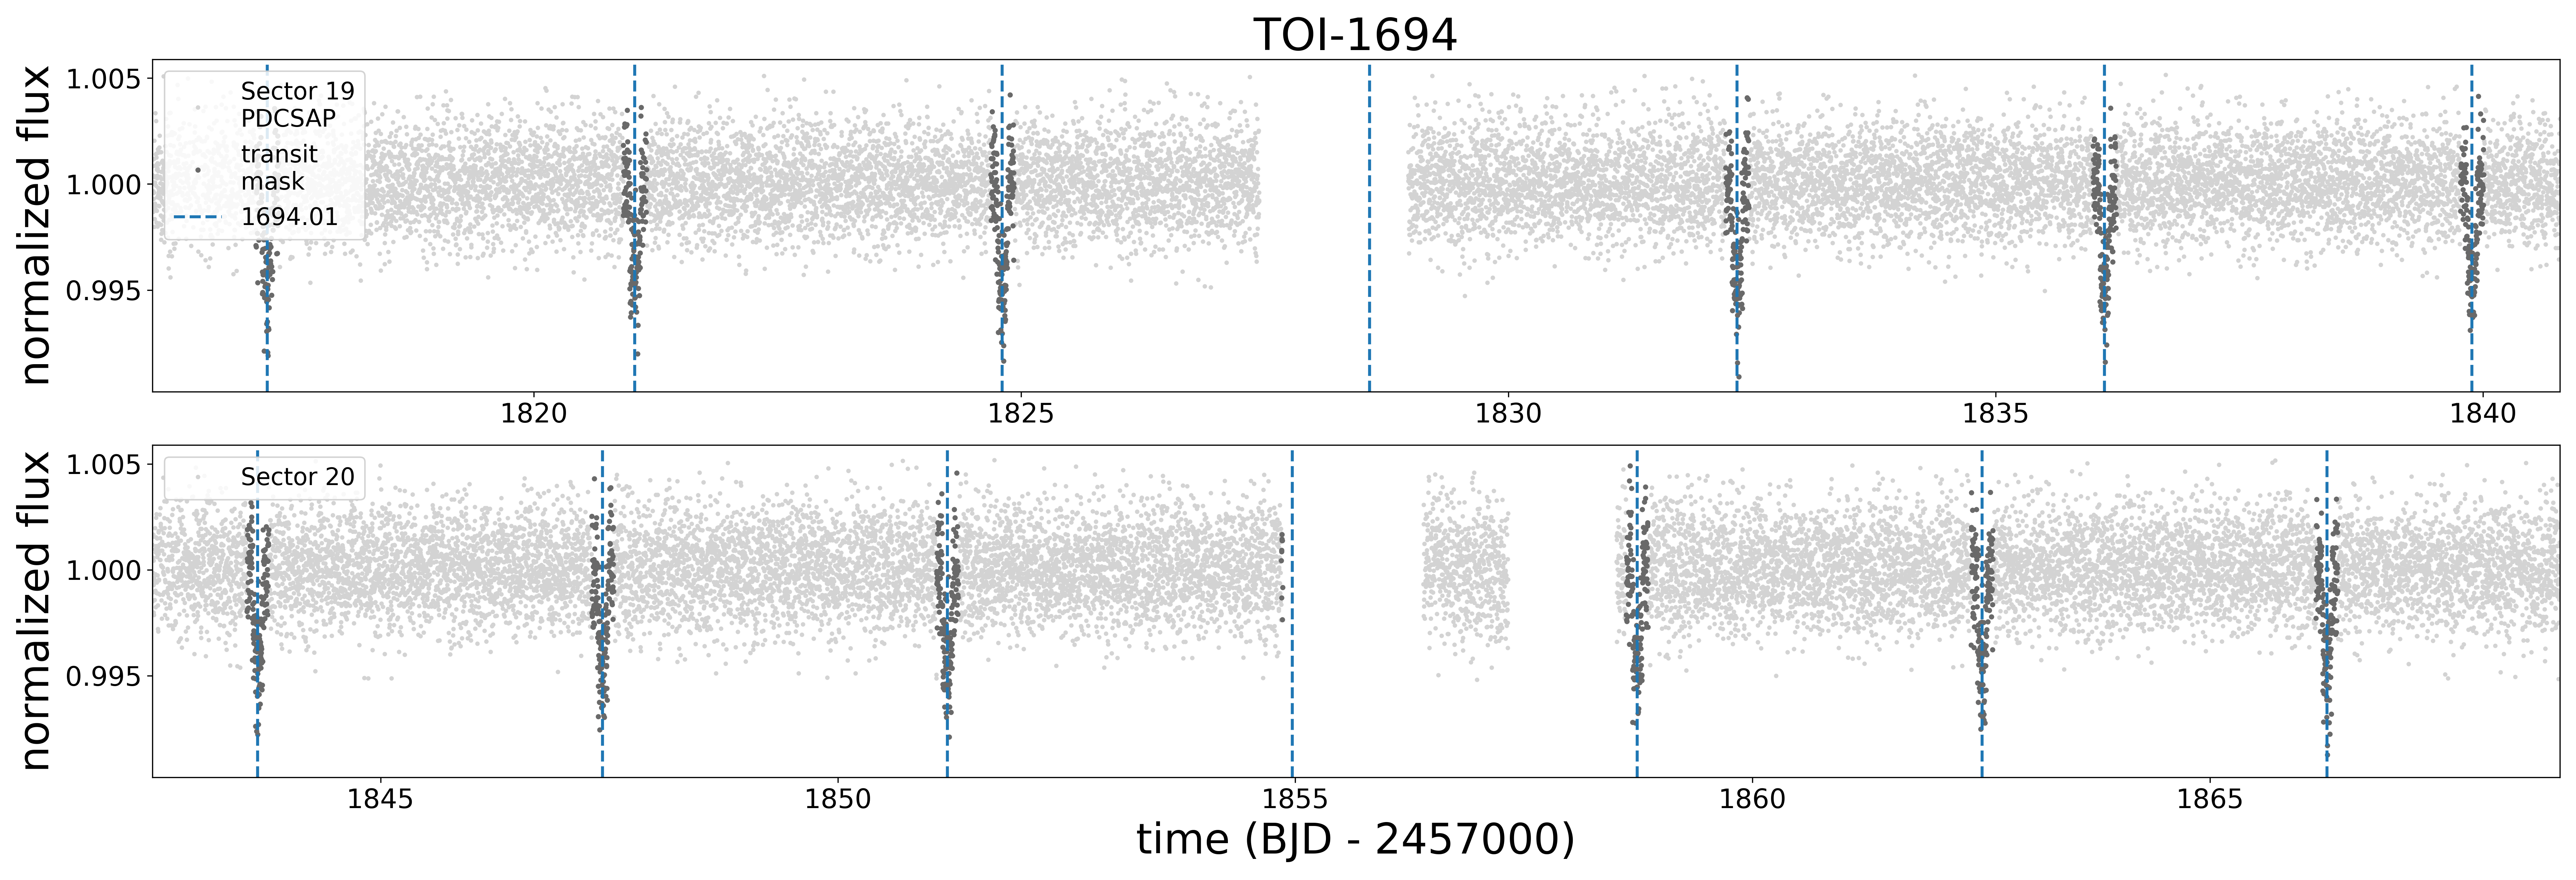 TOI-1694
normalized flux
1.005
1.000
0.995
Sector 19
PDCSAP
transit
mask
1694.01
1820
1825
1830
1835
1840
normalized flux
1.005
1.000
0.995
Sector 20
1845
1850
1855
1860
1865
time (BJD - 2457000)